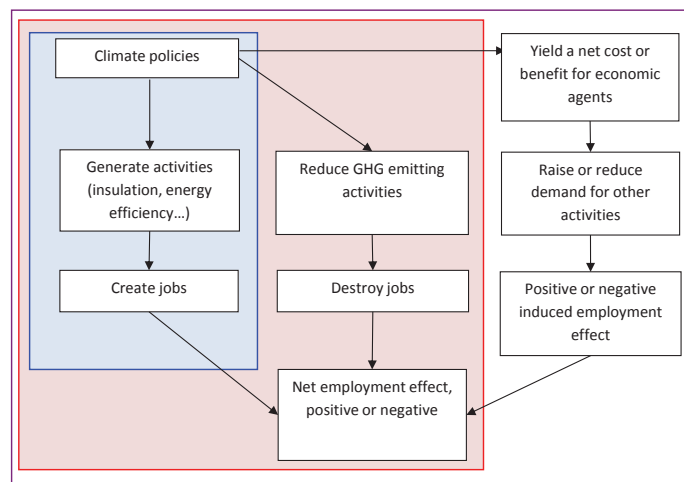 Climate policies
Yield a net cost or
benefit for economic
agents
Generate activities
(insulation, energy
efficiency…)
Reduce GHG emitting
activities
Raise or reduce
demand for other
activities
Create jobs
Destroy jobs
Positive or negative
induced employment
effect
Net employment effect,
positive or negative